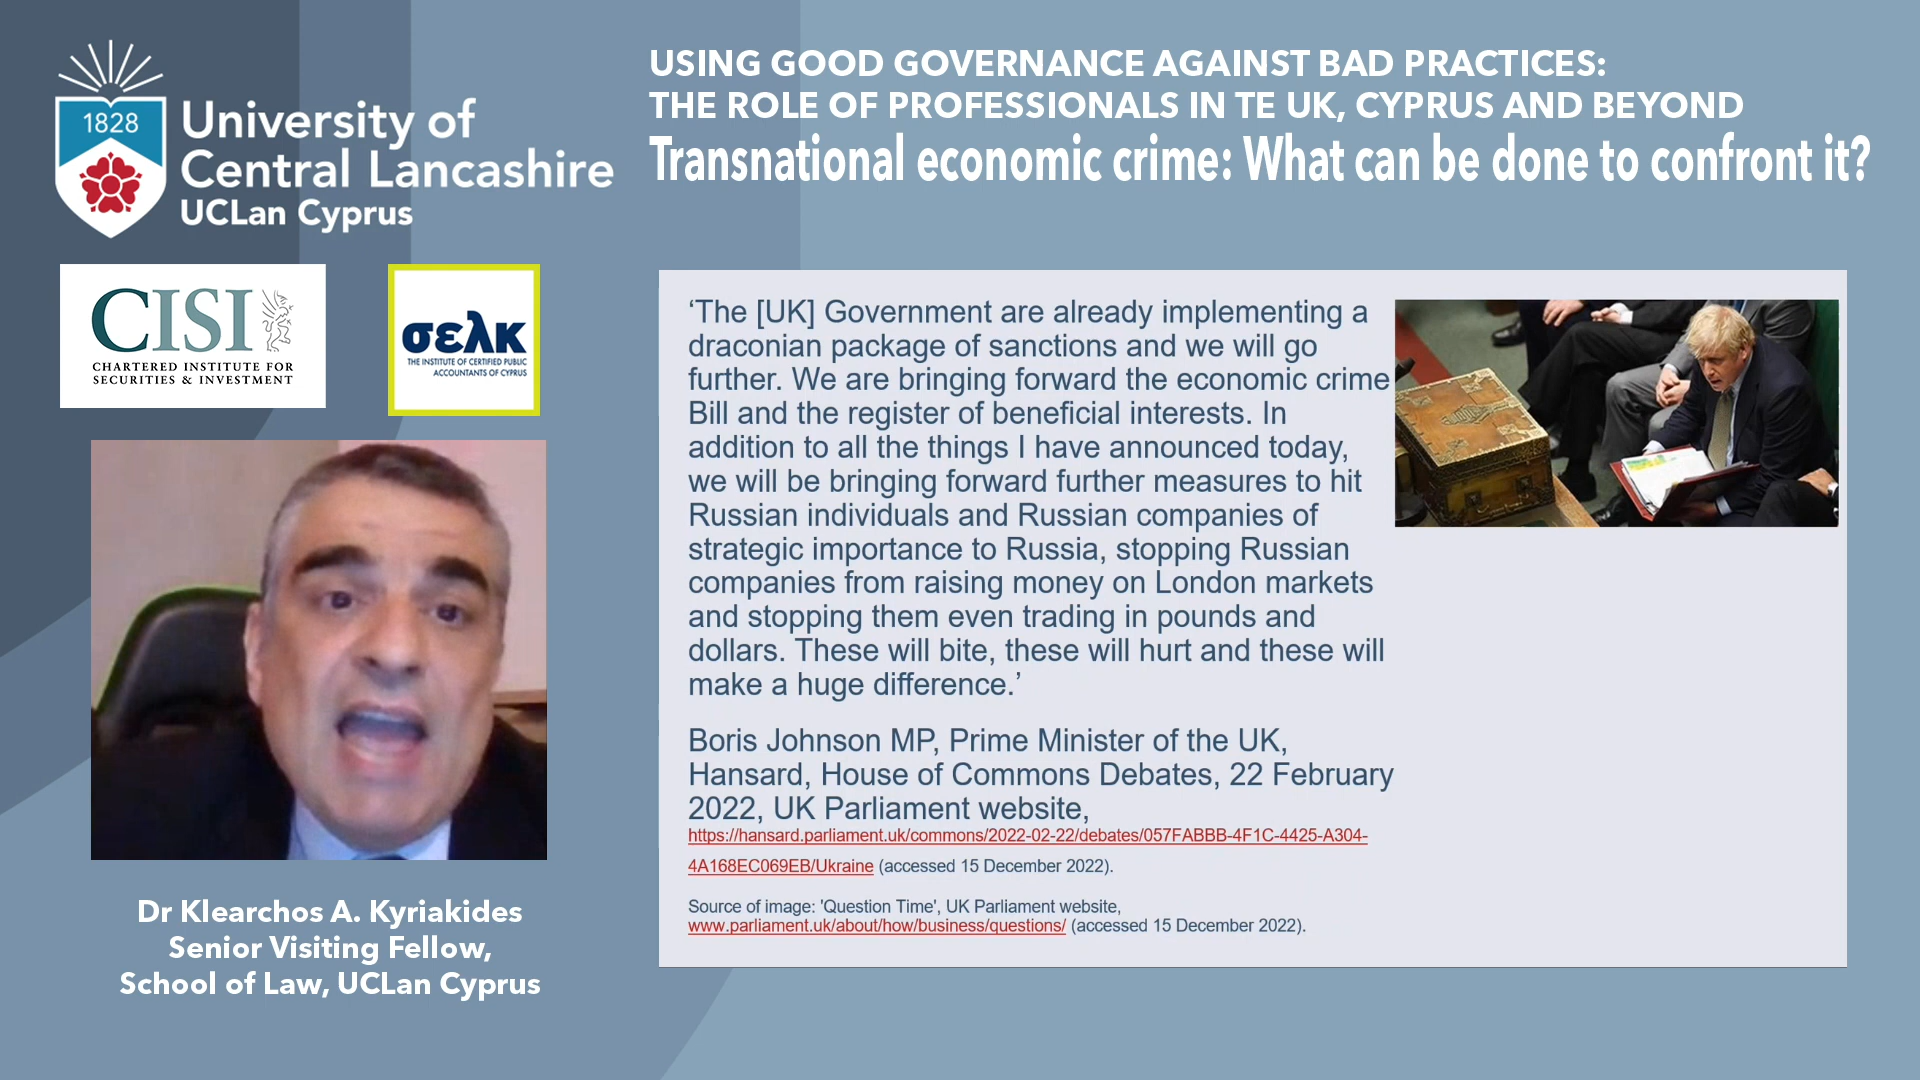 1828
University of
Central Lancashire
UCLan Cyprus
USING GOOD GOVERNANCE AGAINST BAD PRACTICES:
THE ROLE OF PROFESSIONALS IN TE UK, CYPRUS AND BEYOND
Transnational economic crime: What can be done to confront it?
CISI
CHARTERED INSTITUTE FOR
SECURITIES & INVESTMENT
σελκ
THE INSTITUTE OF CERTIFIED PUBLIC
ACCOUNTANTS OF CYPRUS
Dr Klearchos A. Kyriakides
Senior Visiting Fellow,
School of Law, UCLan Cyprus
‘The [UK] Government are already implementing a
draconian package of sanctions and we will go
further. We are bringing forward the economic crime
Bill and the register of beneficial interests. In
addition to all the things I have announced today,
we will be bringing forward further measures to hit
Russian individuals and Russian companies of
strategic importance to Russia, stopping Russian
companies from raising money on London markets
and stopping them even trading in pounds and
dollars. These will bite, these will hurt and these will
make a huge difference.’
Boris Johnson MP, Prime Minister of the UK,
Hansard, House of Commons Debates, 22 February
2022, UK Parliament website,
https://hansard.parliament.uk/commons/2022-02-22/debates/057FABBB-4F1C-4425-A304-
4A168EC069EB/Ukraine (accessed 15 December 2022).
Source of image: 'Question Time', UK Parliament website,
www.parliament.uk/about/how/business/questions/ (accessed 15 December 2022).